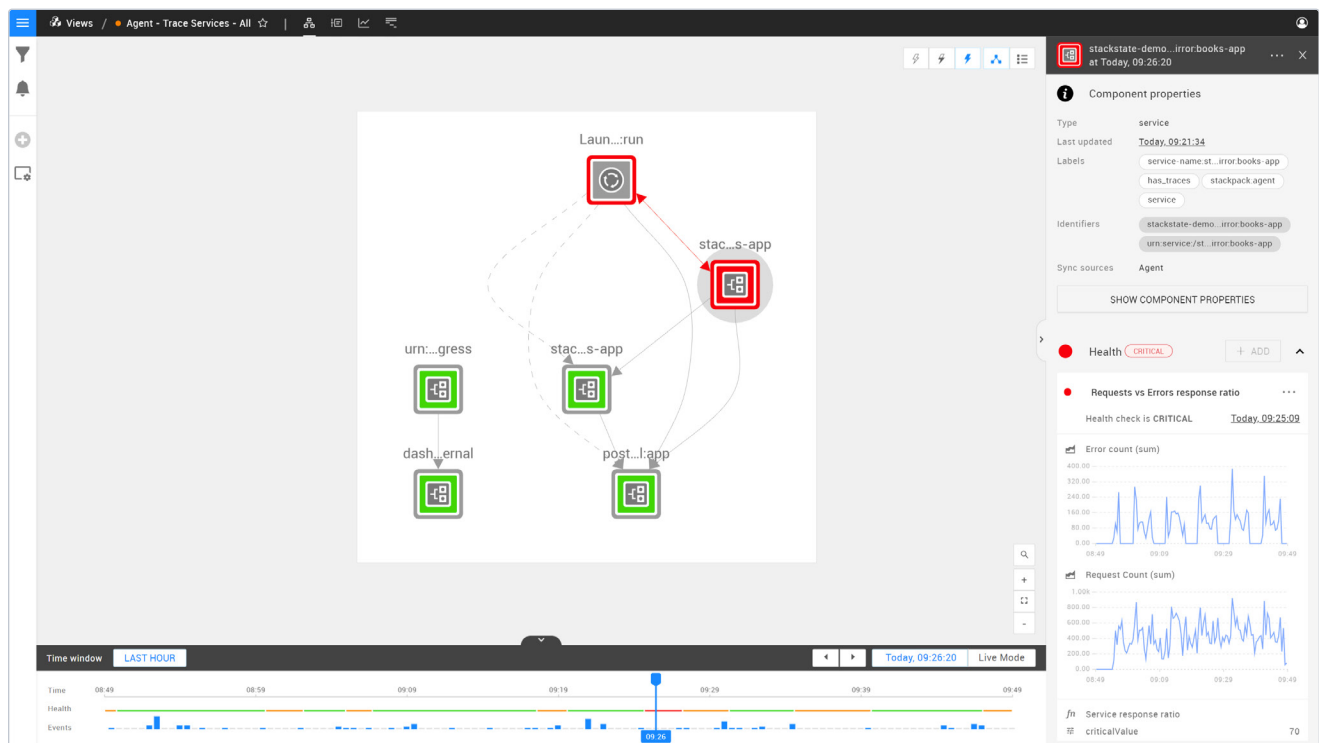 Views / Agent - Trace Services - All
stackstate-demo...irror:books-app
at Today, 09:26:20
Component properties
Type service
Last updated Today, 09:21:34
Labels service-name:st...irror:books-app
has_traces stackpack:agent
service
Identifiers stackstate-demo...irror:books-app
urn:service:/st...irror:books-app
Sync sources Agent
SHOW COMPONENT PROPERTIES
Health CRITICAL + ADD
Requests vs Errors response ratio
Health check is CRITICAL Today, 09:25:09
Error count (sum)
400.00
320.00
240.00
160.00
80.00
0.00
08:49 09:09 09:29 09:49
Request Count (sum)
1.00k
800.00
600.00
400.00
200.00
0.00
08:49 09:09 09:29 09:49
fn Service response ratio
criticalValue 70
Laun...:run
stac...s-app
urn:...gress
stac...s-app
dash...ernal
post...l:app
Time window LAST HOUR Today, 09:26:20 Live Mode
Time 08:49 08:59 09:09 09:19 09:29 09:39 09:49
Health
Events
09:26